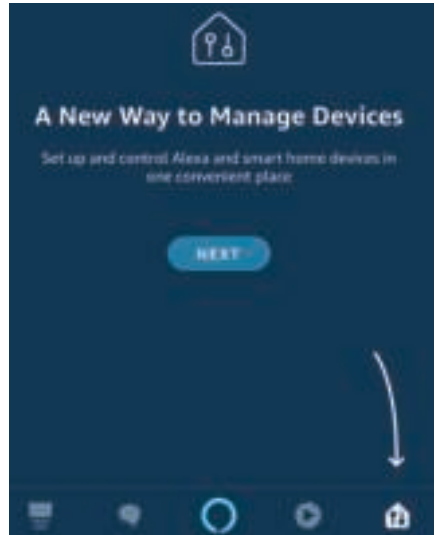 A New Way to Manage Devices
Set up and control Alexa and smart home devices in
one convenient place
NEXT